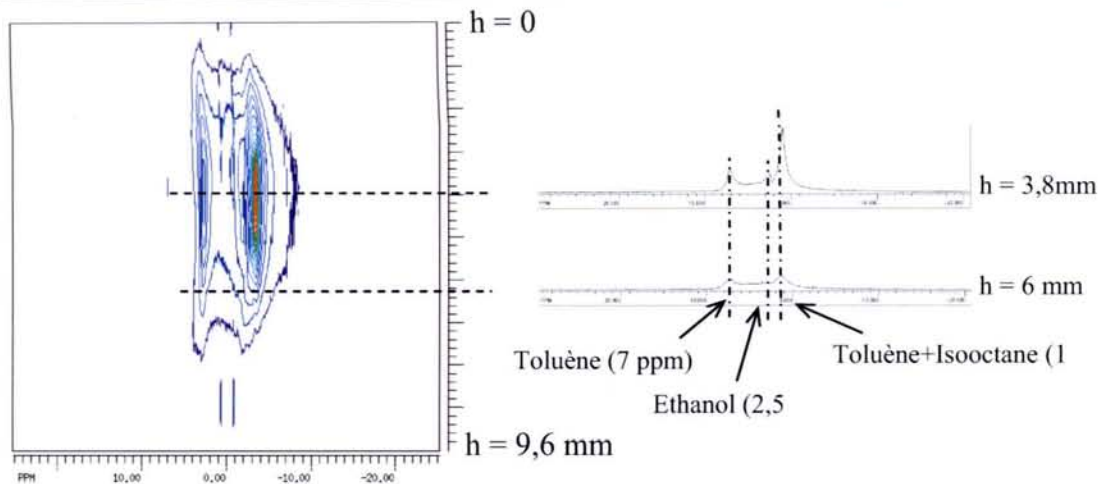 h = 0
h = 9,6 mm
PPM 10.00 0.00 -10.00 -20.00
h = 3,8mm
h = 6 mm
Toluène (7 ppm)
Toluène+Isooctane (1
Ethanol (2,5